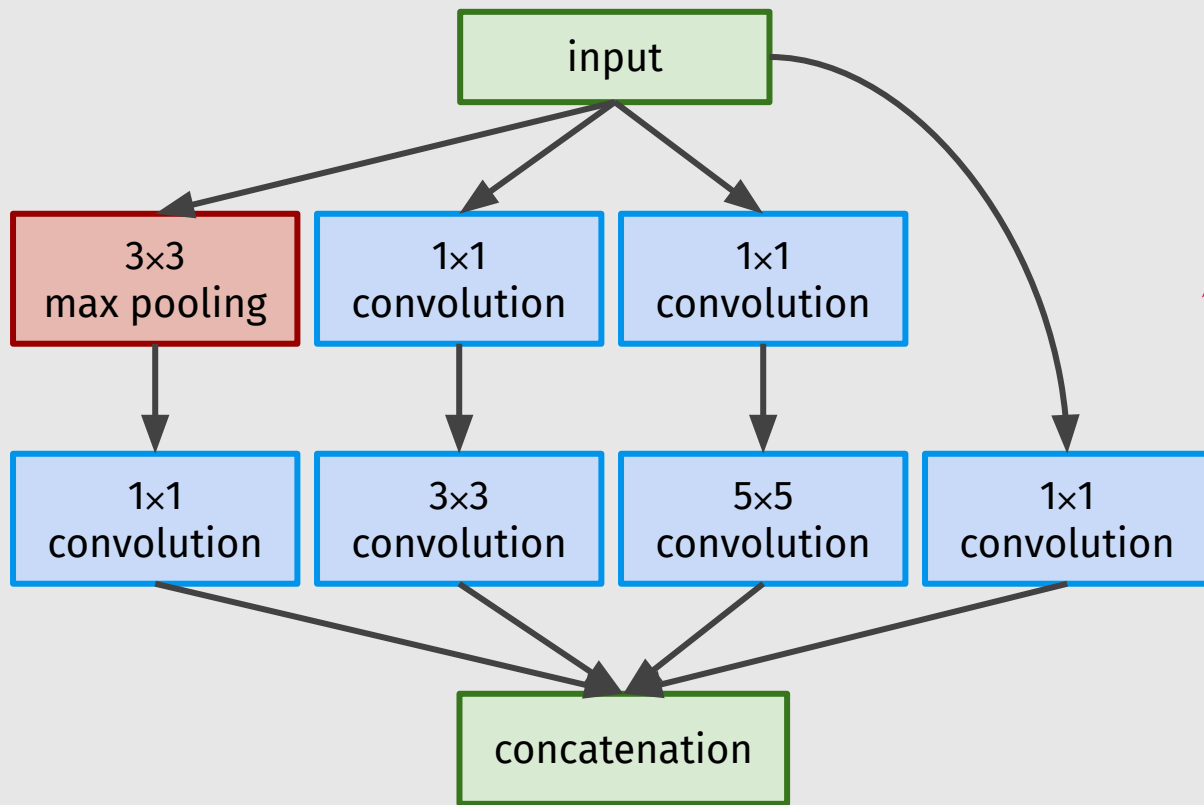 input
3×3
max pooling
1×1
convolution
1×1
convolution
1×1
convolution
3×3
convolution
5×5
convolution
1×1
convolution
concatenation